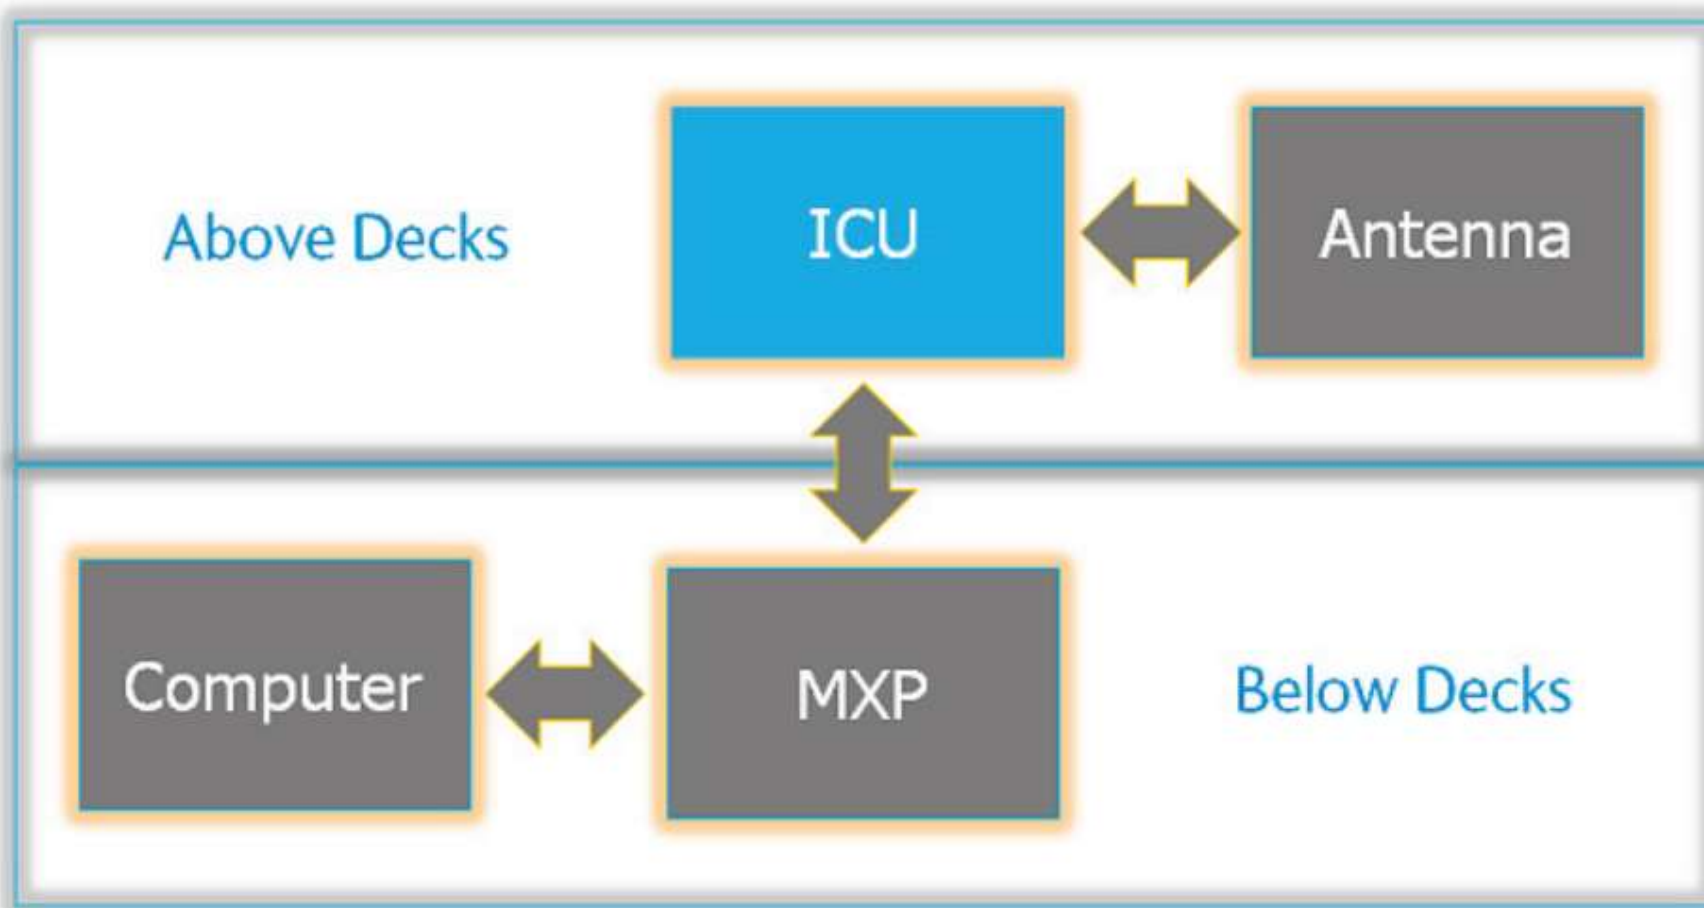 Above Decks
ICU
Antenna
Computer
MXP
Below Decks